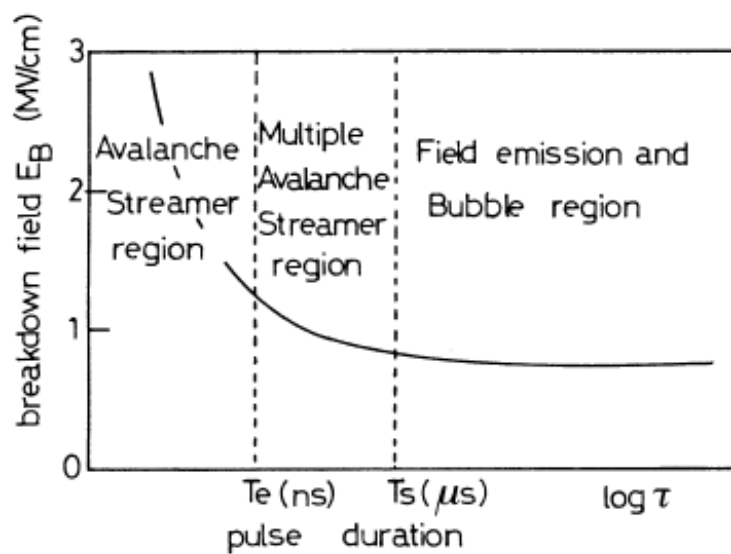 breakdown field E_B (MV/cm)
3
2
1
0
Avalanche
Streamer
region
Multiple
Avalanche
Streamer
region
Field emission and
Bubble region
Te (ns)
Ts (μs)
log τ
pulse duration